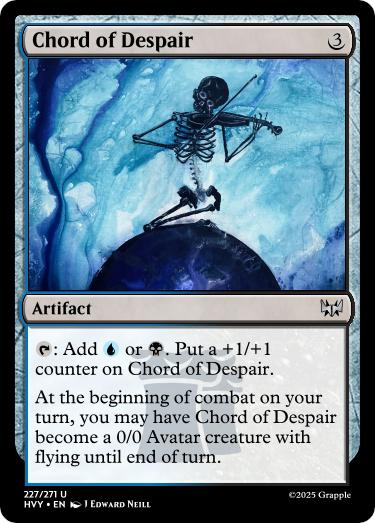 Chord of Despair 3
Artifact
: Add or . Put a +1/+1
counter on Chord of Despair.
At the beginning of combat on your
turn, you may have Chord of Despair
become a 0/0 Avatar creature with
flying until end of turn.
227/271 U
HVY • EN J Edward Neill
©2025 Grapple